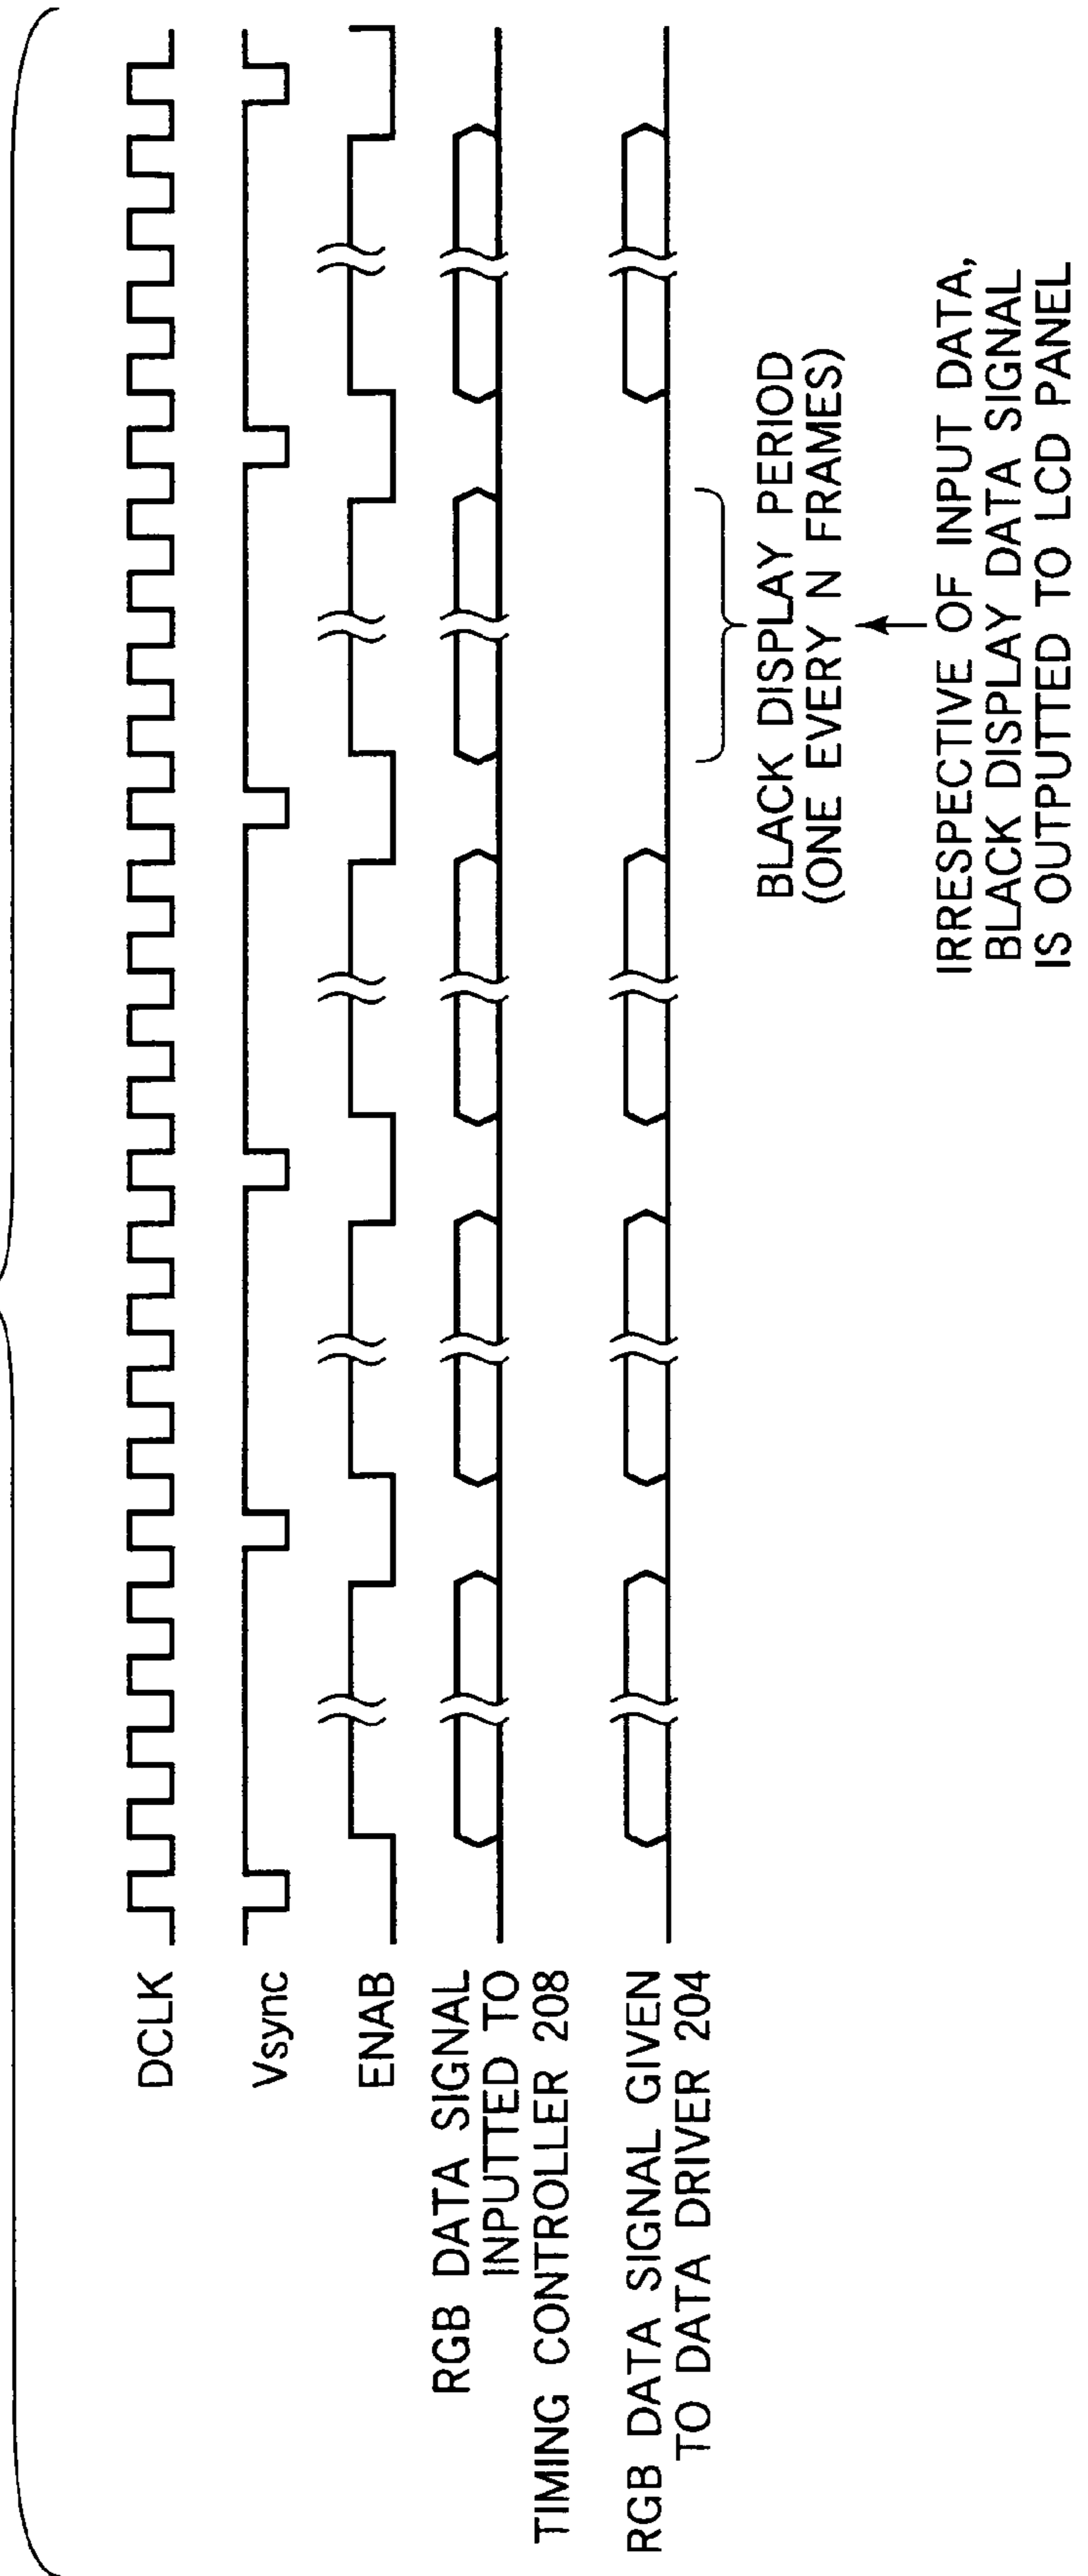 DCLK
Vsync
ENAB
RGB DATA SIGNAL
INPUTTED TO
TIMING CONTROLLER 208
RGB DATA SIGNAL GIVEN
TO DATA DRIVER 204
BLACK DISPLAY PERIOD
(ONE EVERY N FRAMES)
IRRESPECTIVE OF INPUT DATA,
BLACK DISPLAY DATA SIGNAL
IS OUTPUTTED TO LCD PANEL